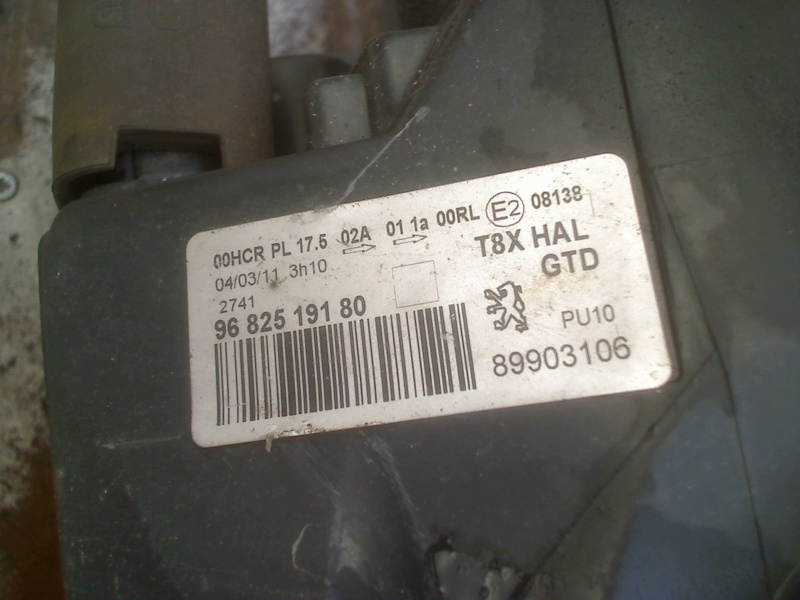 00HCR PL 17.5 02A 01 1a 00RL E2 08138
04/03/11 3h10
2741
T8X HAL
GTD
96 825 191 80
PU10
89903106